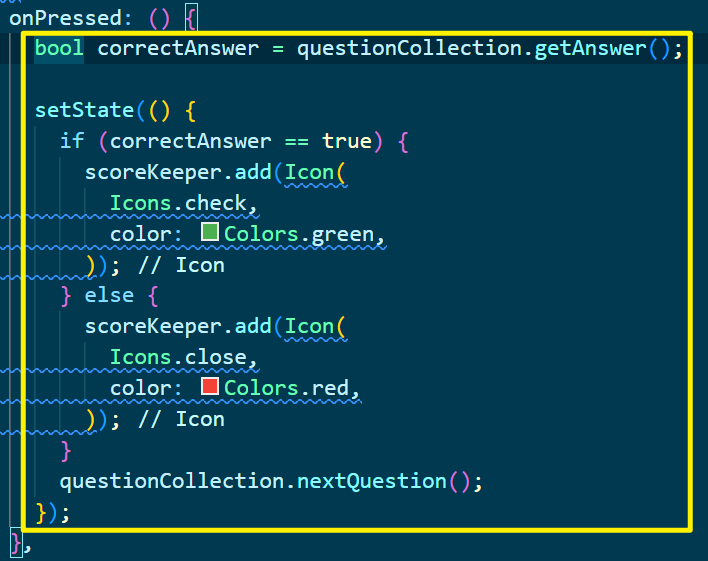 onPressed: () {
bool correctAnswer = questionCollection.getAnswer();
setState(() {
if (correctAnswer == true) {
scoreKeeper.add(Icon(
Icons.check,
color: Colors.green,
)); // Icon
} else {
scoreKeeper.add(Icon(
Icons.close,
color: Colors.red,
)); // Icon
}
questionCollection.nextQuestion();
});
},